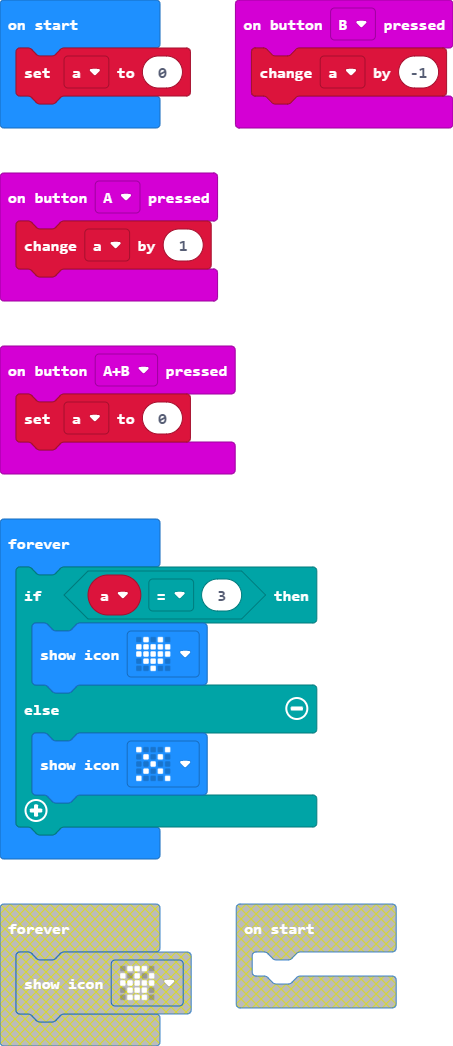 on start
set a to 0
on button B pressed
change a by -1
on button A pressed
change a by 1
on button A+B pressed
set a to 0
forever
if a = 3 then
show icon
else
show icon
forever
show icon
on start